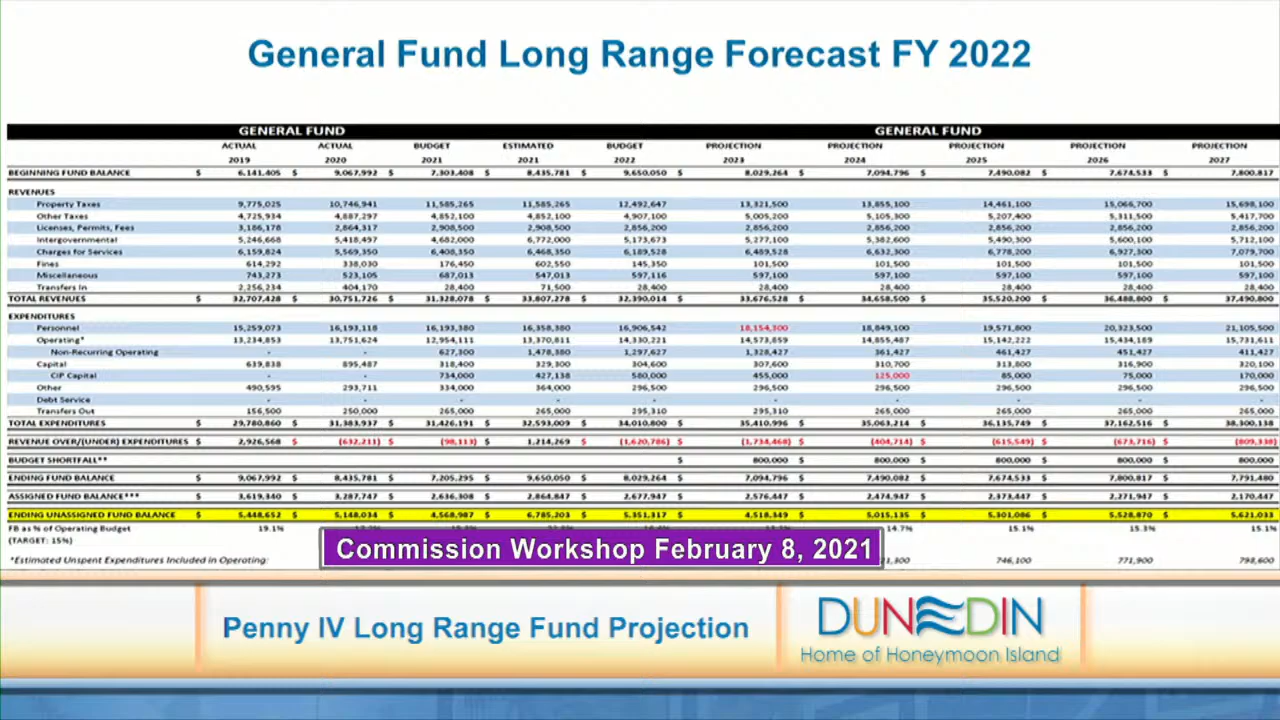 General Fund Long Range Forecast FY 2022
GENERAL FUND GENERAL FUND
ACTUAL ACTUAL BUDGET ESTIMATED BUDGET PROJECTION PROJECTION PROJECTION PROJECTION PROJECTION
2019 2020 2021 2021 2022 2023 2024 2025 2026 2027
BEGINNING FUND BALANCE $ 6,141,405 $ 9,067,992 $ 7,303,408 $ 8,435,781 $ 9,650,050 $ 8,029,264 $ 7,094,796 $ 7,490,082 $ 7,674,533 $ 7,800,817
REVENUES
Property Taxes 9,775,025 10,746,941 11,585,265 11,585,265 12,492,647 13,321,500 13,855,100 14,461,100 15,066,700 15,698,100
Other Taxes 4,725,934 4,887,297 4,852,100 4,852,100 4,907,100 5,005,200 5,105,300 5,207,400 5,311,500 5,417,700
Licenses, Permits, Fees 3,186,178 2,864,317 2,908,500 2,908,500 2,856,200 2,856,200 2,856,200 2,856,200 2,856,200 2,856,200
Intergovernmental 5,246,668 5,418,497 4,682,000 6,772,000 5,173,673 5,277,100 5,382,600 5,490,300 5,600,100 5,712,100
Charges for Services 6,159,824 5,569,350 6,408,350 6,468,350 6,189,528 6,489,528 6,632,300 6,778,200 6,927,300 7,079,700
Fines 614,292 338,030 176,450 602,550 145,350 101,500 101,500 101,500 101,500 101,500
Miscellaneous 743,273 523,105 687,013 547,013 597,116 597,100 597,100 597,100 597,100 597,100
Transfers In 2,256,234 404,170 28,400 71,500 28,400 28,400 28,400 28,400 28,400 28,400
TOTAL REVENUES $ 32,707,428 $ 30,751,726 $ 31,328,078 $ 33,807,278 $ 32,390,014 $ 33,676,528 $ 34,658,500 $ 35,520,200 $ 36,488,800 $ 37,490,800
EXPENDITURES
Personnel 15,259,073 16,193,118 16,193,380 16,358,380 16,906,542 18,154,300 18,849,100 19,571,800 20,323,500 21,105,500
Operating* 13,234,853 13,751,624 12,954,111 13,370,811 14,330,221 14,573,859 14,855,487 15,142,222 15,434,189 15,731,611
Non-Recurring Operating - - 627,300 1,478,380 1,297,627 1,328,427 361,427 461,427 451,427 411,427
Capital 639,838 895,487 318,400 329,300 304,600 307,600 310,700 313,800 316,900 320,100
CIP Capital - - 734,000 427,138 580,000 455,000 125,000 85,000 75,000 170,000
Other 490,595 293,711 334,000 364,000 296,500 296,500 296,500 296,500 296,500 296,500
Debt Service - - - - - - - - - -
Transfers Out 156,500 250,000 265,000 265,000 295,310 295,310 265,000 265,000 265,000 265,000
TOTAL EXPENDITURES $ 29,780,860 $ 31,383,937 $ 31,426,191 $ 32,593,009 $ 34,010,800 $ 35,410,996 $ 35,063,214 $ 36,135,749 $ 37,162,516 $ 38,300,138
REVENUE OVER/(UNDER) EXPENDITURES $ 2,926,568 $ (632,211) $ (98,113) $ 1,214,269 $ (1,620,786) $ (1,734,468) $ (404,714) $ (615,549) $ (673,716) $ (809,338)
BUDGET SHORTFALL** $ 800,000 $ 800,000 $ 800,000 $ 800,000 $ 800,000
ENDING FUND BALANCE $ 9,067,992 $ 8,435,781 $ 7,205,295 $ 9,650,050 $ 8,029,264 $ 7,094,796 $ 7,490,082 $ 7,674,533 $ 7,800,817 $ 7,791,480
ASSIGNED FUND BALANCE*** $ 3,619,340 $ 3,287,747 $ 2,636,308 $ 2,864,847 $ 2,677,947 $ 2,576,447 $ 2,474,947 $ 2,373,447 $ 2,271,947 $ 2,170,447
ENDING UNASSIGNED FUND BALANCE $ 5,448,652 $ 5,148,034 $ 4,568,987 $ 6,785,203 $ 5,351,317 $ 4,518,349 $ 5,015,135 $ 5,301,086 $ 5,528,870 $ 5,621,033
FB as % of Operating Budget 19.1% 14.7% 15.1% 15.3% 15.1%
(TARGET: 15%)
*Estimated Unspent Expenditures Included in Operating: 746,100 771,900 798,600
Commission Workshop February 8, 2021
Penny IV Long Range Fund Projection
DUNEDIN
Home of Honeymoon Island